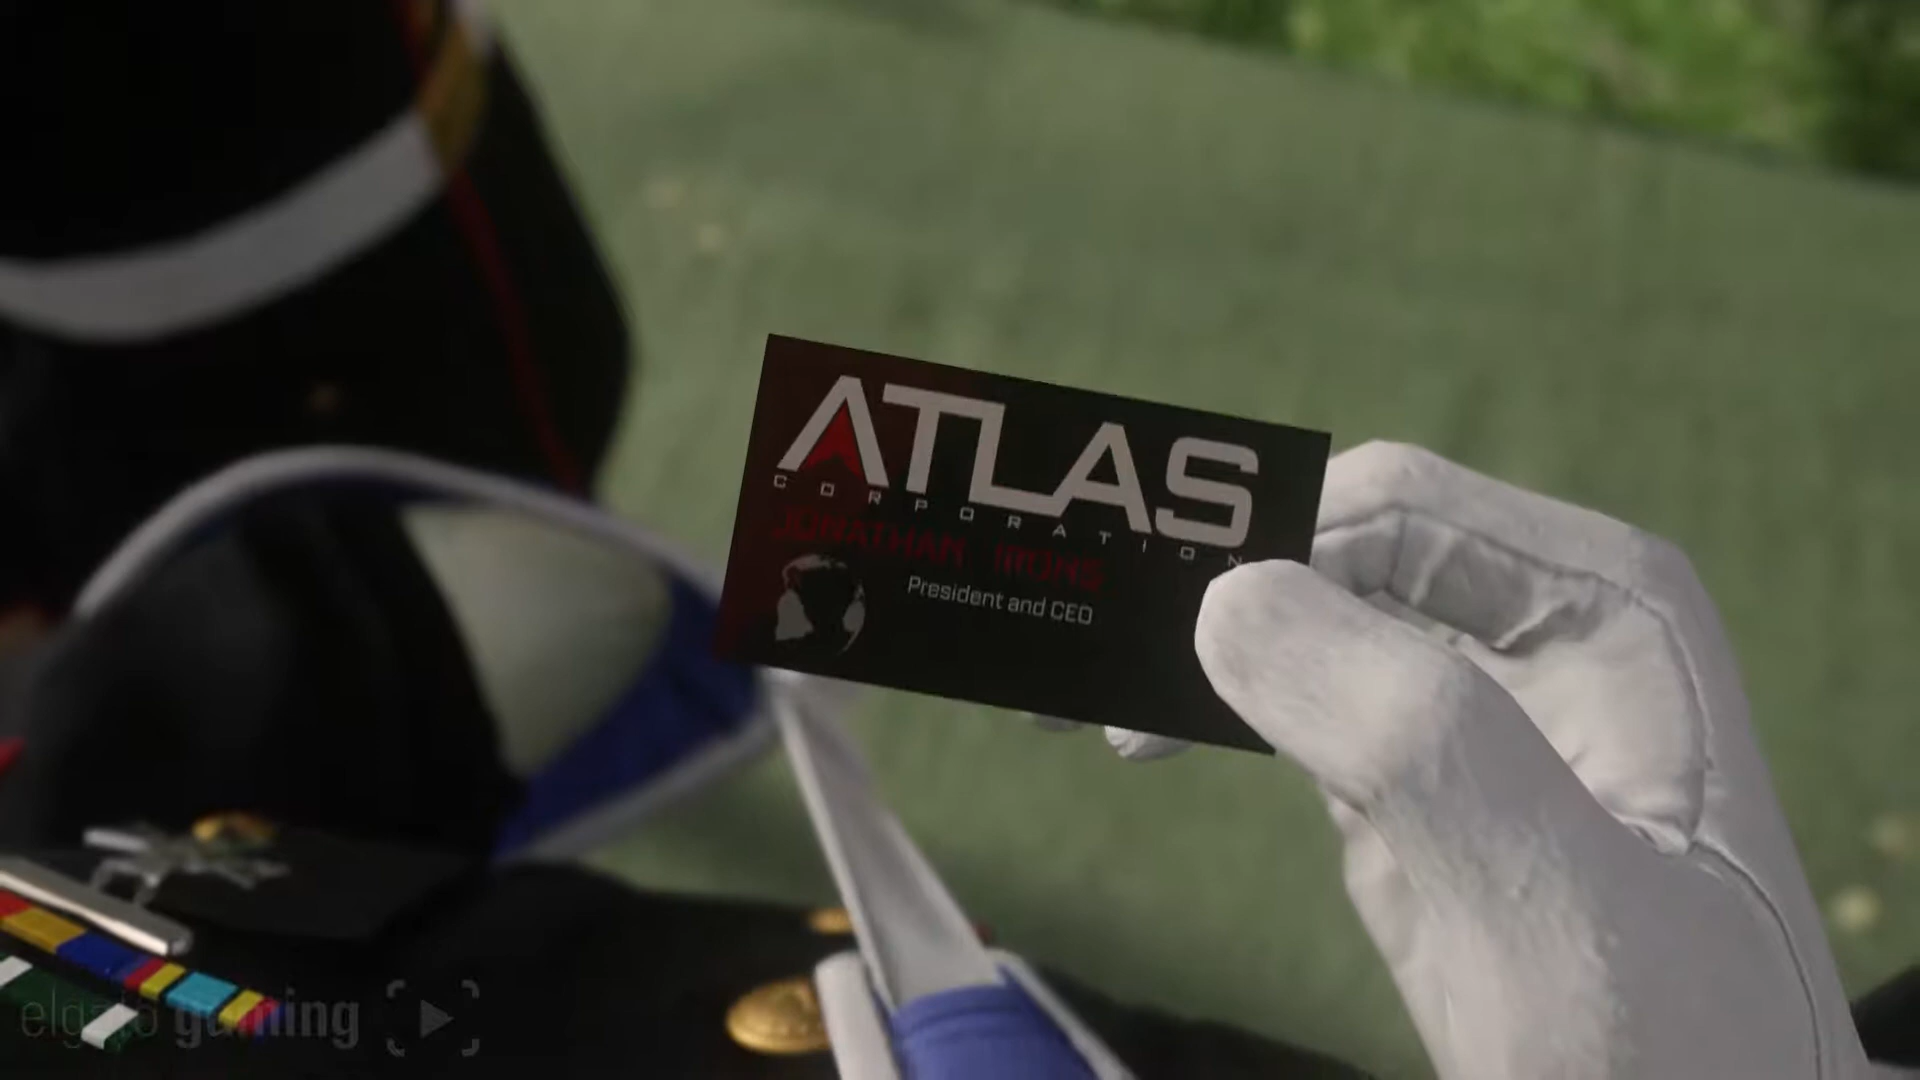 ATLAS
CORPORATION
JONATHAN IRONS
President and CEO
elgato gaming